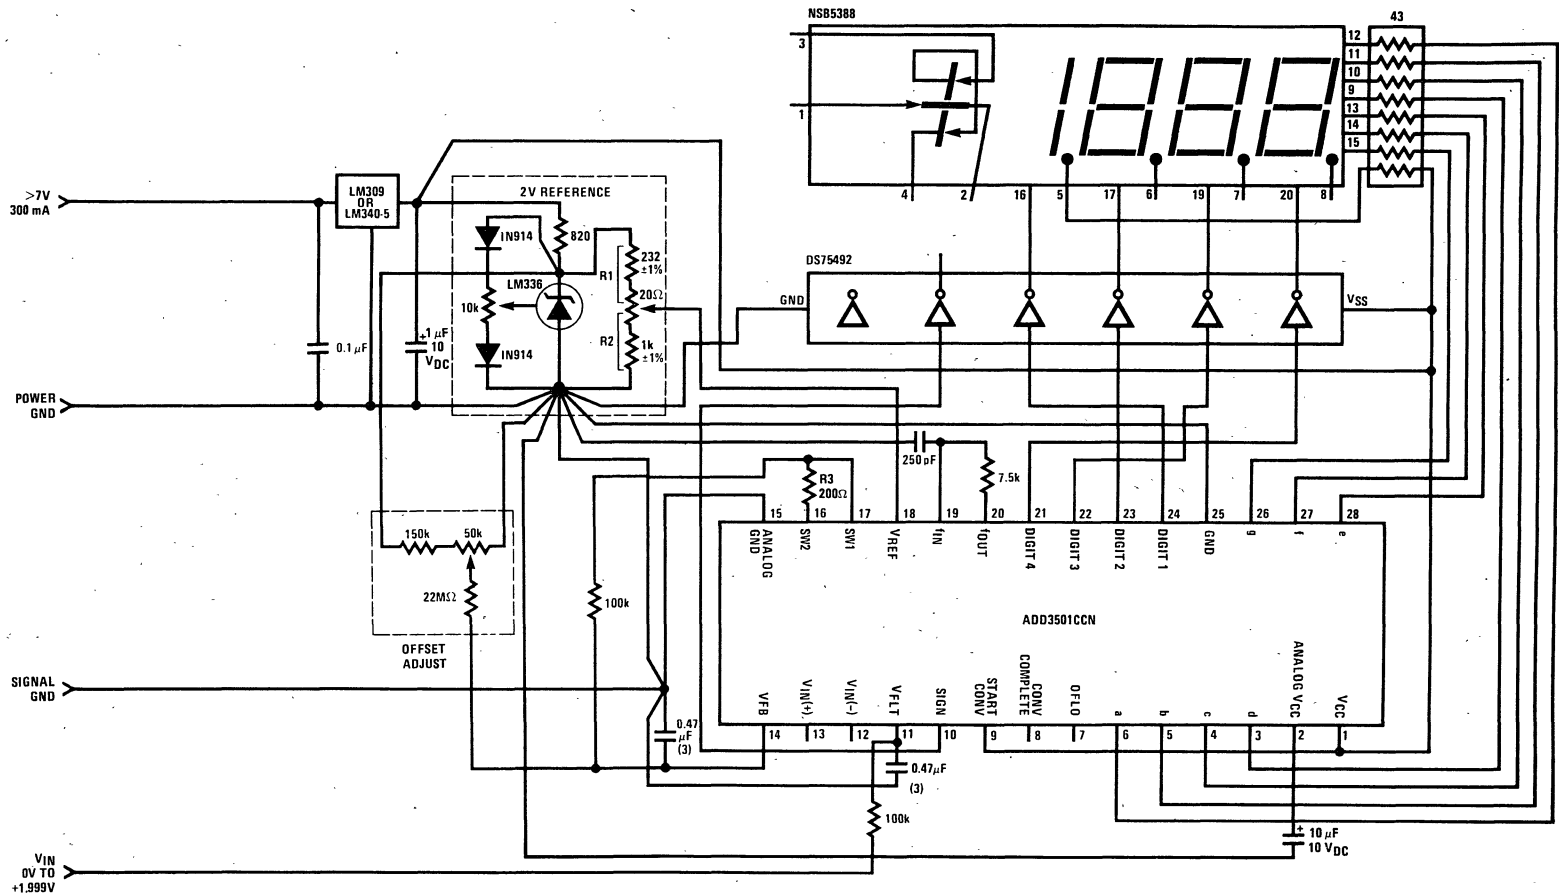 NSB5388
43
3
12
11
10
9
13
14
15
1
4
2
16
5
17
6
19
7
20
8
>7V
300 mA
LM309
OR
LM340-5
2V REFERENCE
IN914
820
232
±1%
R1
LM336
20Ω
10k
R2
1k
±1%
IN914
0.1 µF
+
1 µF
10
VDC
DS75492
GND
VSS
POWER
GND
250 pF
7.5k
R3
200Ω
15
16
17
18
19
20
21
22
23
24
25
26
27
28
ANALOG
GND
SW2
SW1
VREF
fIN
fOUT
DIGIT 4
DIGIT 3
DIGIT 2
DIGIT 1
GND
g
f
e
150k
50k
22MΩ
100k
OFFSET
ADJUST
ADD3501CCN
SIGNAL
GND
VFB
VIN(+)
VIN(−)
VFLT
SIGN
START
CONV
CONV
COMPLETE
OFLO
a
b
c
d
ANALOG VCC
VCC
14
13
12
11
10
9
8
7
6
5
4
3
2
1
0.47
µF
(3)
0.47µF
(3)
100k
+
10 µF
10 VDC
VIN
0V TO
+1.999V